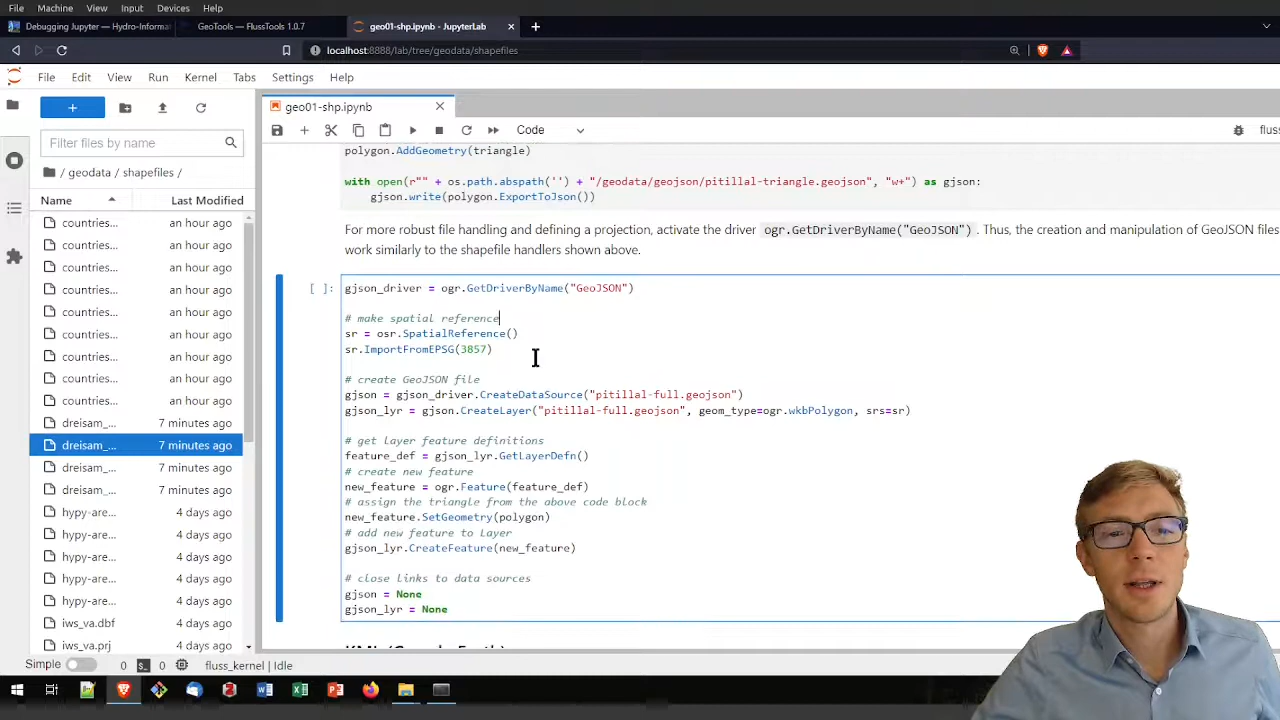 File Edit View Input Devices Help
Debugging Jupyter — Hydro-Informat
GeoTools — FlussTools 1.0.7
geo01-shp.ipynb - JupyterLab
localhost:8888/lab/tree/geodata/shapefiles
File Edit View Run Kernel Tabs Settings Help
+
geo01-shp.ipynb
Code
fluss
Filter files by name
/ geodata / shapefiles /
Name Last Modified
countries... an hour ago
countries... an hour ago
countries... an hour ago
countries... an hour ago
countries... an hour ago
countries... an hour ago
countries... an hour ago
countries... an hour ago
countries... an hour ago
dreisam_... 7 minutes ago
dreisam_... 7 minutes ago
dreisam_... 7 minutes ago
dreisam_... 7 minutes ago
hypy-are... 4 days ago
hypy-are... 4 days ago
hypy-are... 4 days ago
hypy-are... 4 days ago
hypy-are... 4 days ago
iws_va.dbf 4 days ago
iws_va.prj 4 days ago
polygon.AddGeometry(triangle)
with open(r"" + os.path.abspath('') + "/geodata/geojson/pitillal-triangle.geojson", "w+") as gjson:
gjson.write(polygon.ExportToJson())
For more robust file handling and defining a projection, activate the driver ogr.GetDriverByName("GeoJSON"). Thus, the creation and manipulation of GeoJSON files
work similarly to the shapefile handlers shown above.
[ ]: gjson_driver = ogr.GetDriverByName("GeoJSON")
# make spatial reference
sr = osr.SpatialReference()
sr.ImportFromEPSG(3857)
# create GeoJSON file
gjson = gjson_driver.CreateDataSource("pitillal-full.geojson")
gjson_lyr = gjson.CreateLayer("pitillal-full.geojson", geom_type=ogr.wkbPolygon, srs=sr)
# get layer feature definitions
feature_def = gjson_lyr.GetLayerDefn()
# create new feature
new_feature = ogr.Feature(feature_def)
# assign the triangle from the above code block
new_feature.SetGeometry(polygon)
# add new feature to Layer
gjson_lyr.CreateFeature(new_feature)
# close links to data sources
gjson = None
gjson_lyr = None
KML (Google Earth)
Simple 0 0 fluss_kernel | Idle